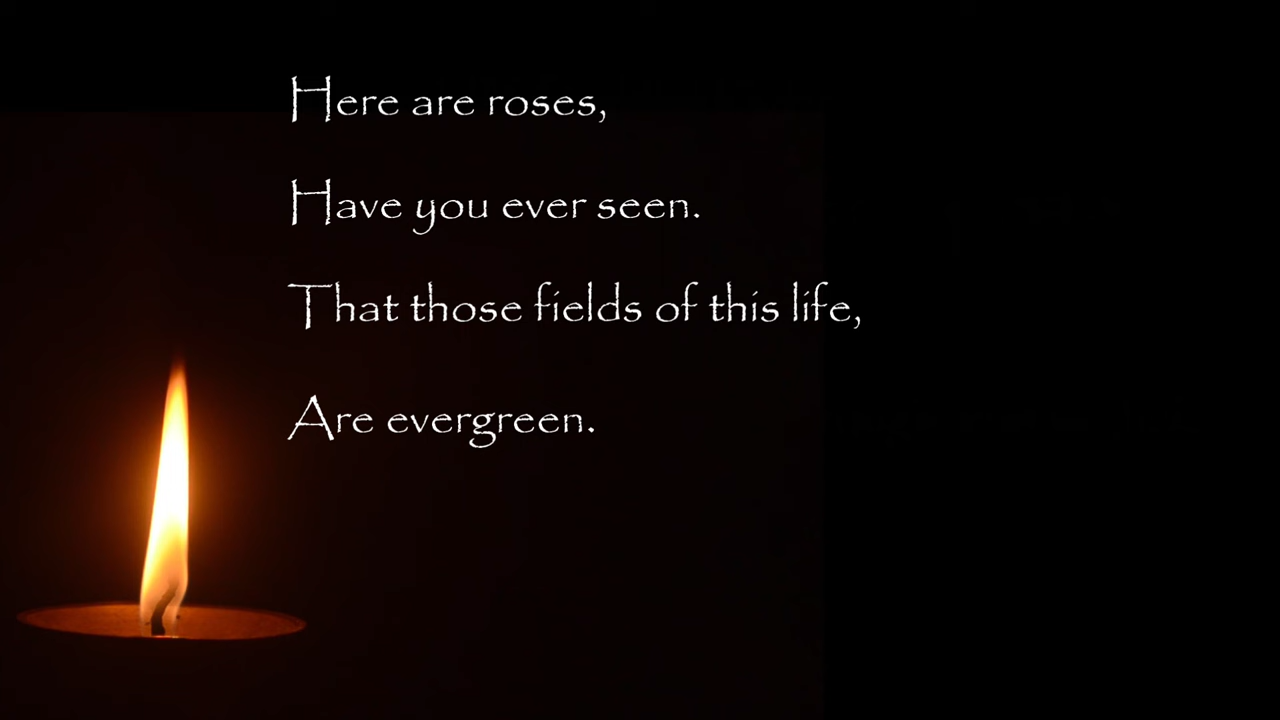 Here are roses,
Have you ever seen.
That those fields of this life,
Are evergreen.